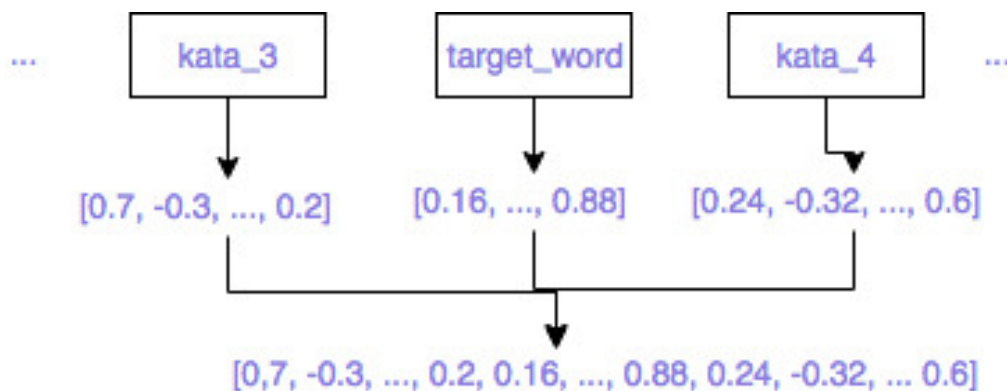 ... kata_3 target_word kata_4 ...
[0.7, -0.3, ..., 0.2] [0.16, ..., 0.88] [0.24, -0.32, ..., 0.6]
[0,7, -0.3, ..., 0.2, 0.16, ..., 0.88, 0.24, -0.32, ... 0.6]